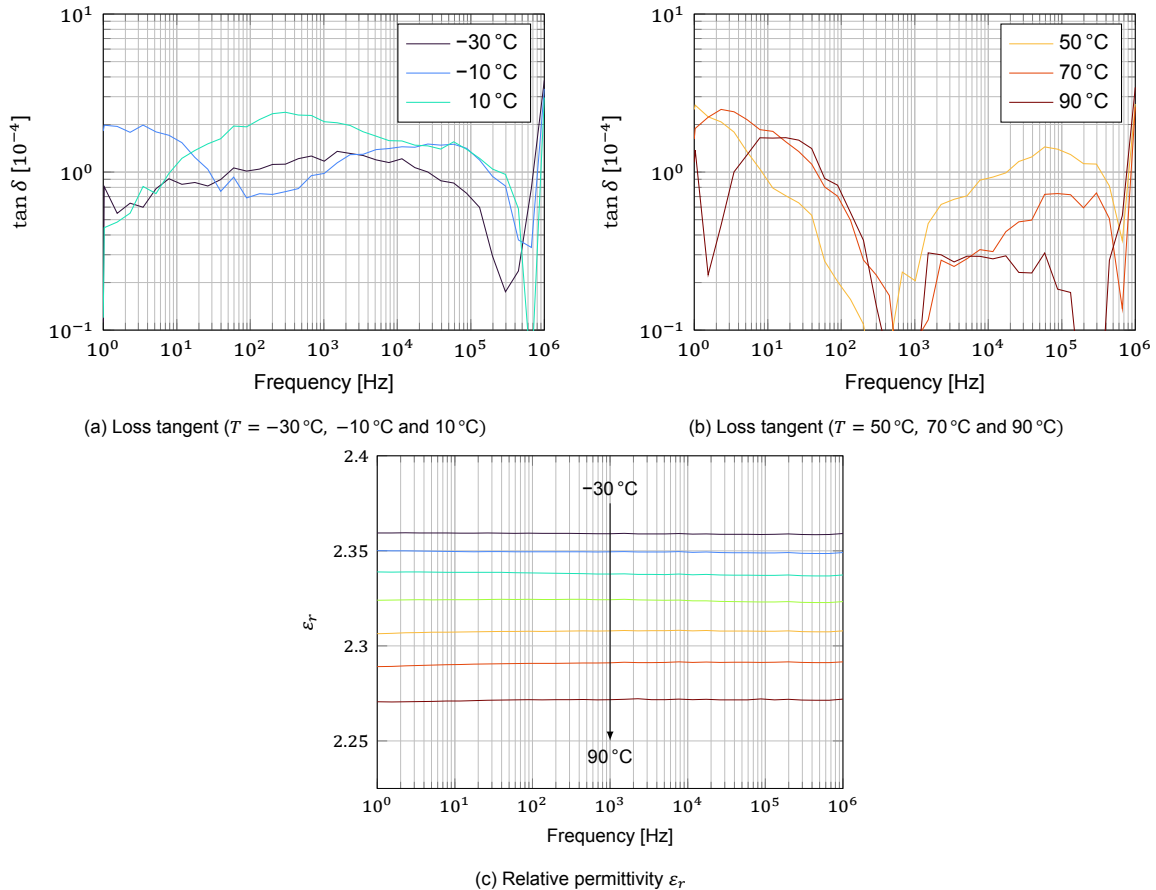 10¹
10⁰
10⁻¹
tan δ [10⁻⁴]
−30 °C
−10 °C
10 °C
10⁰ 10¹ 10² 10³ 10⁴ 10⁵ 10⁶
Frequency [Hz]
(a) Loss tangent (T = −30 °C, −10 °C and 10 °C)
10¹
10⁰
10⁻¹
tan δ [10⁻⁴]
50 °C
70 °C
90 °C
10⁰ 10¹ 10² 10³ 10⁴ 10⁵ 10⁶
Frequency [Hz]
(b) Loss tangent (T = 50 °C, 70 °C and 90 °C)
2.4
2.35
2.3
2.25
εᵣ
−30 °C
90 °C
10⁰ 10¹ 10² 10³ 10⁴ 10⁵ 10⁶
Frequency [Hz]
(c) Relative permittivity εᵣ